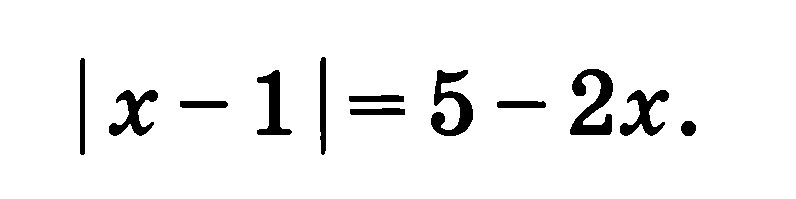 |x − 1| = 5 − 2x.